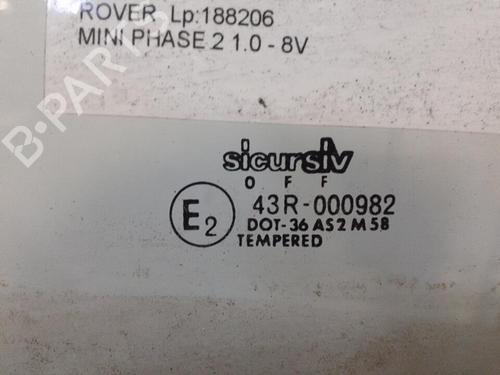 ROVER Lp:188206
MINI PHASE 2 1.0 - 8V
B-PARTS
sicursiv
OFF
E2 43R-000982
DOT-36 AS2 M58
TEMPERED